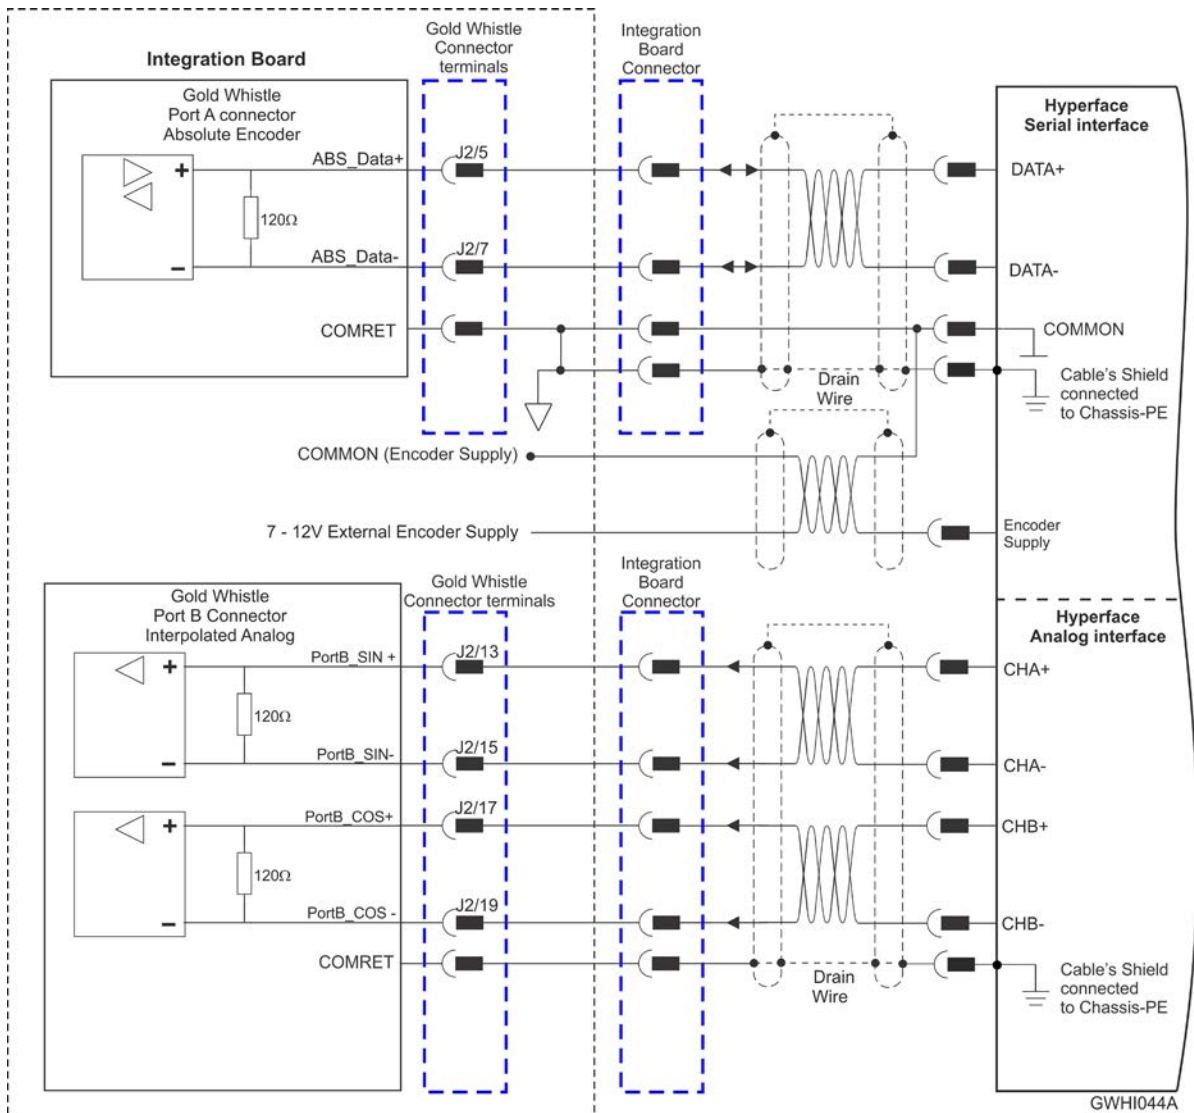 Integration Board
Gold Whistle
Connector
terminals
Integration
Board
Connector
Gold Whistle
Port A connector
Absolute Encoder
Hyperface
Serial interface
+
ABS_Data+
J2/5
DATA+
120Ω
-
ABS_Data-
J2/7
DATA-
COMRET
COMMON
Drain
Wire
Cable's Shield
connected
to Chassis-PE
COMMON (Encoder Supply)
7 - 12V External Encoder Supply
Encoder
Supply
Gold Whistle
Connector terminals
Integration
Board
Connector
Gold Whistle
Port B Connector
Interpolated Analog
Hyperface
Analog interface
+
PortB_SIN +
J2/13
CHA+
120Ω
-
PortB_SIN-
J2/15
CHA-
+
PortB_COS+
J2/17
CHB+
120Ω
-
PortB_COS -
J2/19
CHB-
COMRET
Drain
Wire
Cable's Shield
connected
to Chassis-PE
GWHI044A